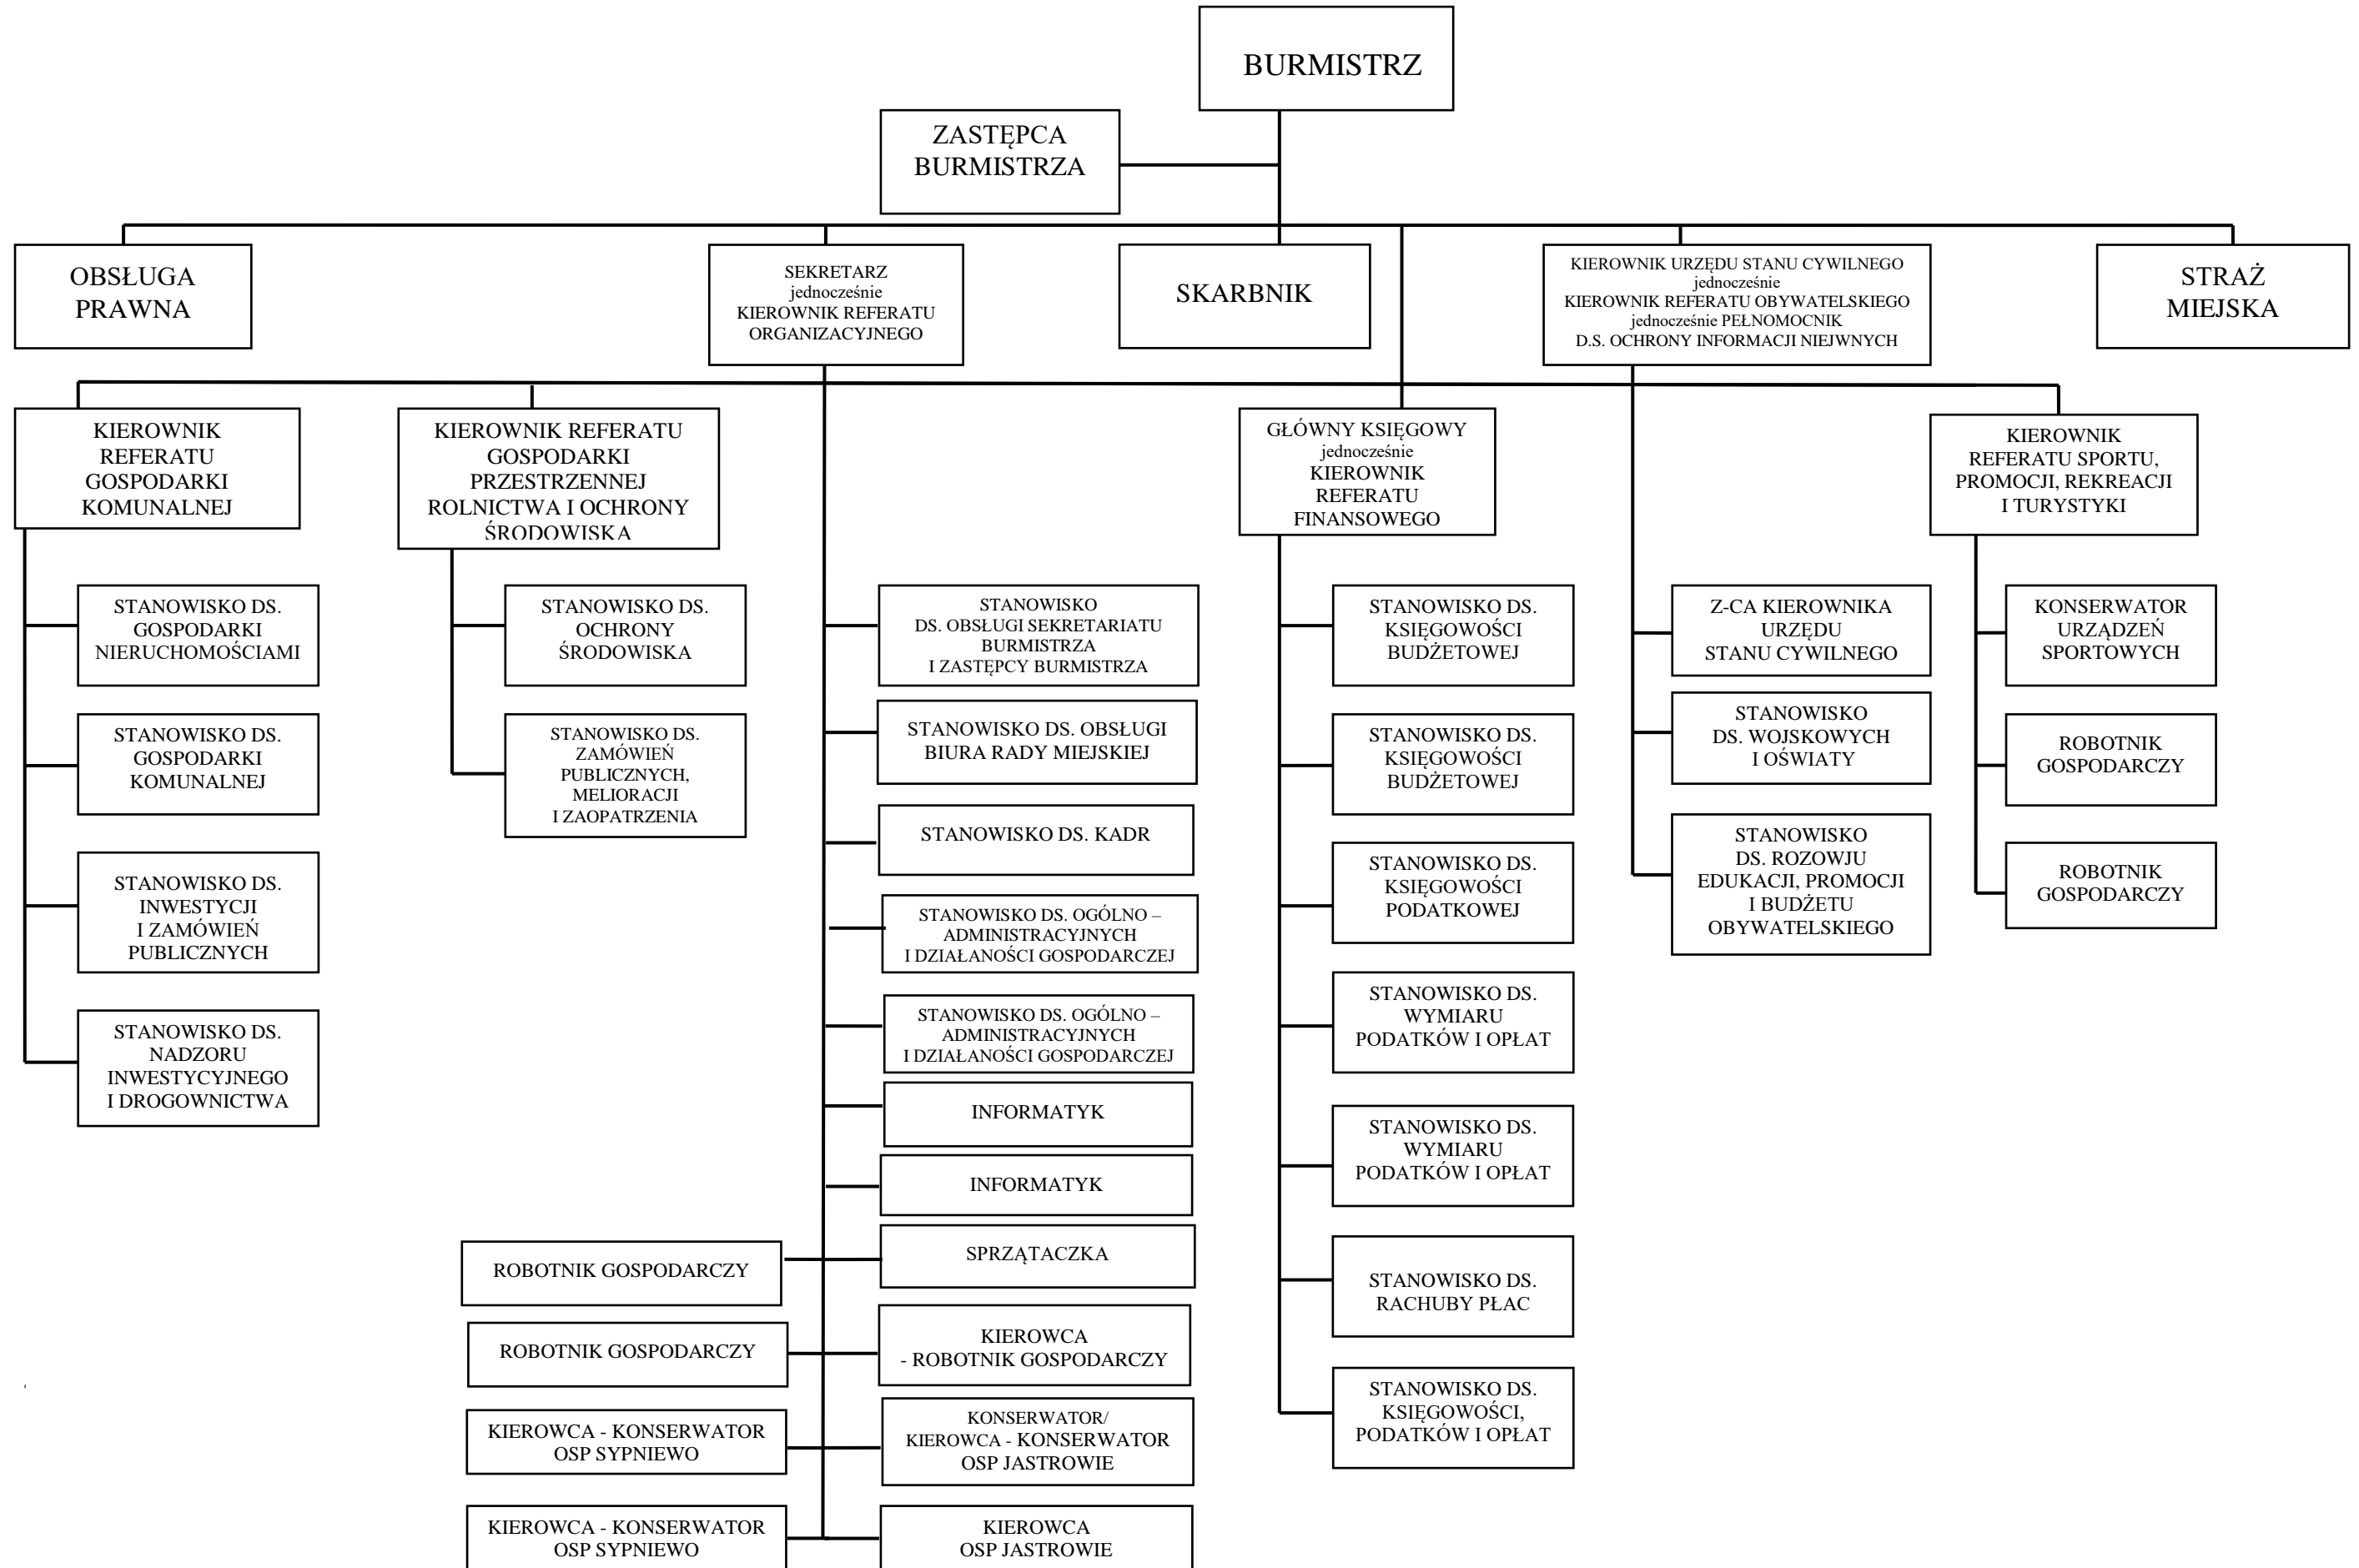 BURMISTRZ
ZASTĘPCA
BURMISTRZA
OBSŁUGA
PRAWNA
SEKRETARZ
jednocześnie
KIEROWNIK REFERATU
ORGANIZACYJNEGO
SKARBNIK
KIEROWNIK URZĘDU STANU CYWILNEGO
jednocześnie
KIEROWNIK REFERATU OBYWATELSKIEGO
jednocześnie PEŁNOMOCNIK
D.S. OCHRONY INFORMACJI NIEJWNYCH
STRAŻ
MIEJSKA
KIEROWNIK
REFERATU
GOSPODARKI
KOMUNALNEJ
KIEROWNIK REFERATU
GOSPODARKI
PRZESTRZENNEJ
ROLNICTWA I OCHRONY
ŚRODOWISKA
GŁÓWNY KSIĘGOWY
jednocześnie
KIEROWNIK
REFERATU
FINANSOWEGO
KIEROWNIK
REFERATU SPORTU,
PROMOCJI, REKREACJI
I TURYSTYKI
STANOWISKO DS.
GOSPODARKI
NIERUCHOMOŚCIAMI
STANOWISKO DS.
GOSPODARKI
KOMUNALNEJ
STANOWISKO DS.
INWESTYCJI
I ZAMÓWIEŃ
PUBLICZNYCH
STANOWISKO DS.
NADZORU
INWESTYCYJNEGO
I DROGOWNICTWA
STANOWISKO DS.
OCHRONY
ŚRODOWISKA
STANOWISKO DS.
ZAMÓWIEŃ
PUBLICZNYCH,
MELIORACJI
I ZAOPATRZENIA
STANOWISKO
DS. OBSŁUGI SEKRETARIATU
BURMISTRZA
I ZASTĘPCY BURMISTRZA
STANOWISKO DS. OBSŁUGI
BIURA RADY MIEJSKIEJ
STANOWISKO DS. KADR
STANOWISKO DS. OGÓLNO –
ADMINISTRACYJNYCH
I DZIAŁANOŚCI GOSPODARCZEJ
STANOWISKO DS. OGÓLNO –
ADMINISTRACYJNYCH
I DZIAŁANOŚCI GOSPODARCZEJ
INFORMATYK
INFORMATYK
SPRZĄTACZKA
ROBOTNIK GOSPODARCZY
ROBOTNIK GOSPODARCZY
KIEROWCA
- ROBOTNIK GOSPODARCZY
KIEROWCA - KONSERWATOR
OSP SYPNIEWO
KONSERWATOR/
KIEROWCA - KONSERWATOR
OSP JASTROWIE
KIEROWCA - KONSERWATOR
OSP SYPNIEWO
KIEROWCA
OSP JASTROWIE
STANOWISKO DS.
KSIĘGOWOŚCI
BUDŻETOWEJ
STANOWISKO DS.
KSIĘGOWOŚCI
BUDŻETOWEJ
STANOWISKO DS.
KSIĘGOWOŚCI
PODATKOWEJ
STANOWISKO DS.
WYMIARU
PODATKÓW I OPŁAT
STANOWISKO DS.
WYMIARU
PODATKÓW I OPŁAT
STANOWISKO DS.
RACHUBY PŁAC
STANOWISKO DS.
KSIĘGOWOŚCI,
PODATKÓW I OPŁAT
Z-CA KIEROWNIKA
URZĘDU
STANU CYWILNEGO
STANOWISKO
DS. WOJSKOWYCH
I OŚWIATY
STANOWISKO
DS. ROZOWJU
EDUKACJI, PROMOCJI
I BUDŻETU
OBYWATELSKIEGO
KONSERWATOR
URZĄDZEŃ
SPORTOWYCH
ROBOTNIK
GOSPODARCZY
ROBOTNIK
GOSPODARCZY